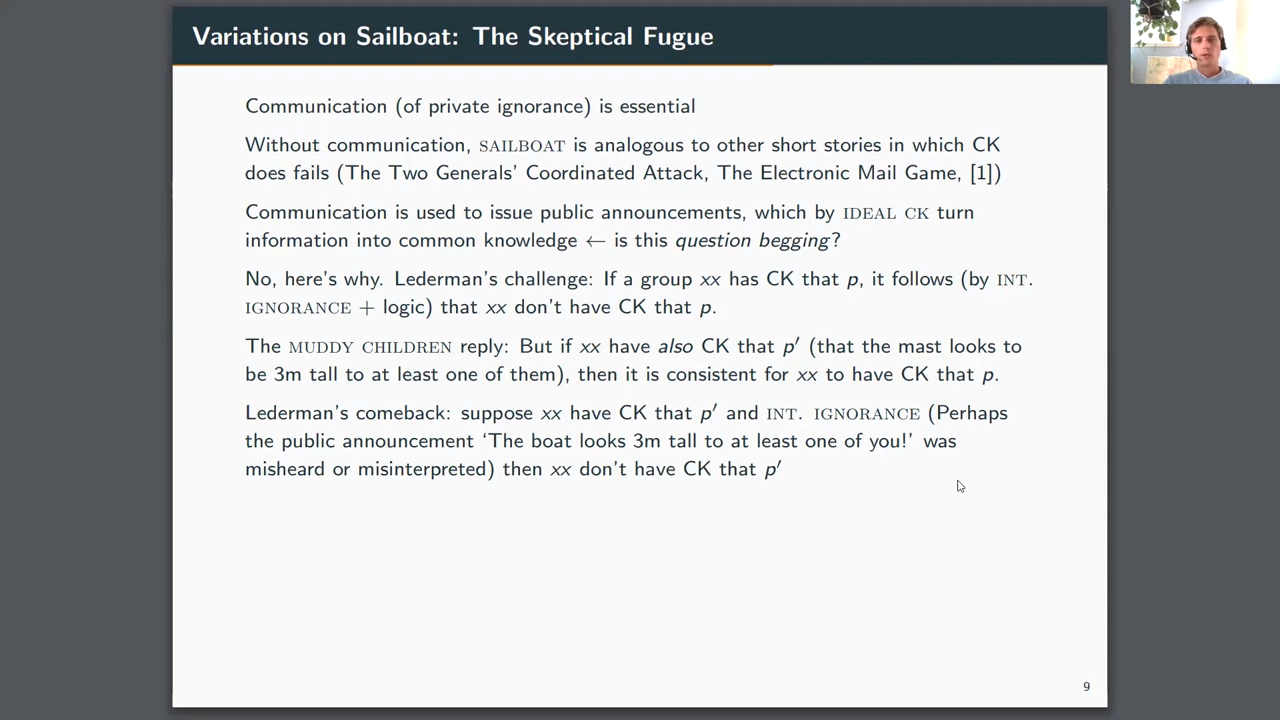 Variations on Sailboat: The Skeptical Fugue
Communication (of private ignorance) is essential
Without communication, SAILBOAT is analogous to other short stories in which CK
does fails (The Two Generals' Coordinated Attack, The Electronic Mail Game, [1])
Communication is used to issue public announcements, which by IDEAL CK turn
information into common knowledge ← is this question begging?
No, here's why. Lederman's challenge: If a group xx has CK that p, it follows (by INT.
IGNORANCE + logic) that xx don't have CK that p.
The MUDDY CHILDREN reply: But if xx have also CK that p′ (that the mast looks to
be 3m tall to at least one of them), then it is consistent for xx to have CK that p.
Lederman's comeback: suppose xx have CK that p′ and INT. IGNORANCE (Perhaps
the public announcement ‘The boat looks 3m tall to at least one of you!’ was
misheard or misinterpreted) then xx don't have CK that p′
9